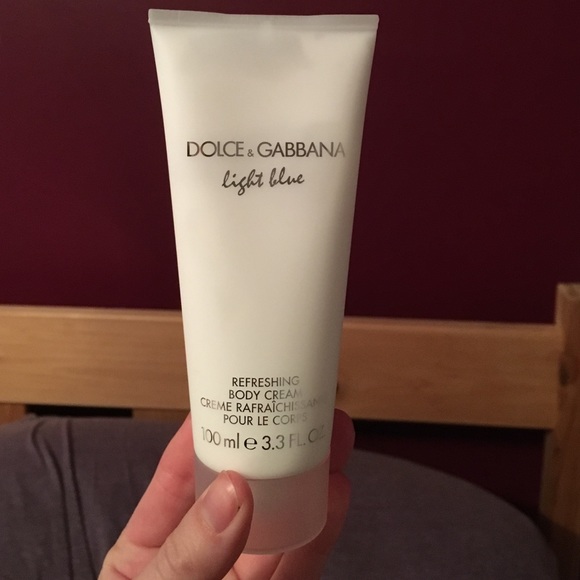 DOLCE & GABBANA
light blue
REFRESHING
BODY CREAM
CREME RAFRAÎCHISSANTE
POUR LE CORPS
100 ml e 3.3 FL.OZ